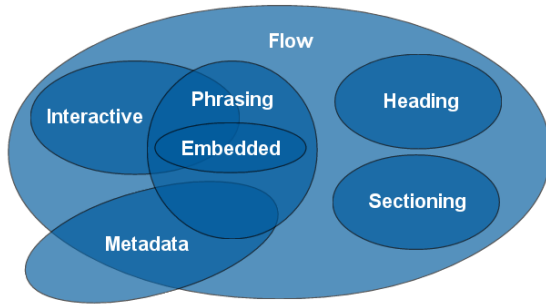 Flow
Interactive
Phrasing
Heading
Embedded
Sectioning
Metadata